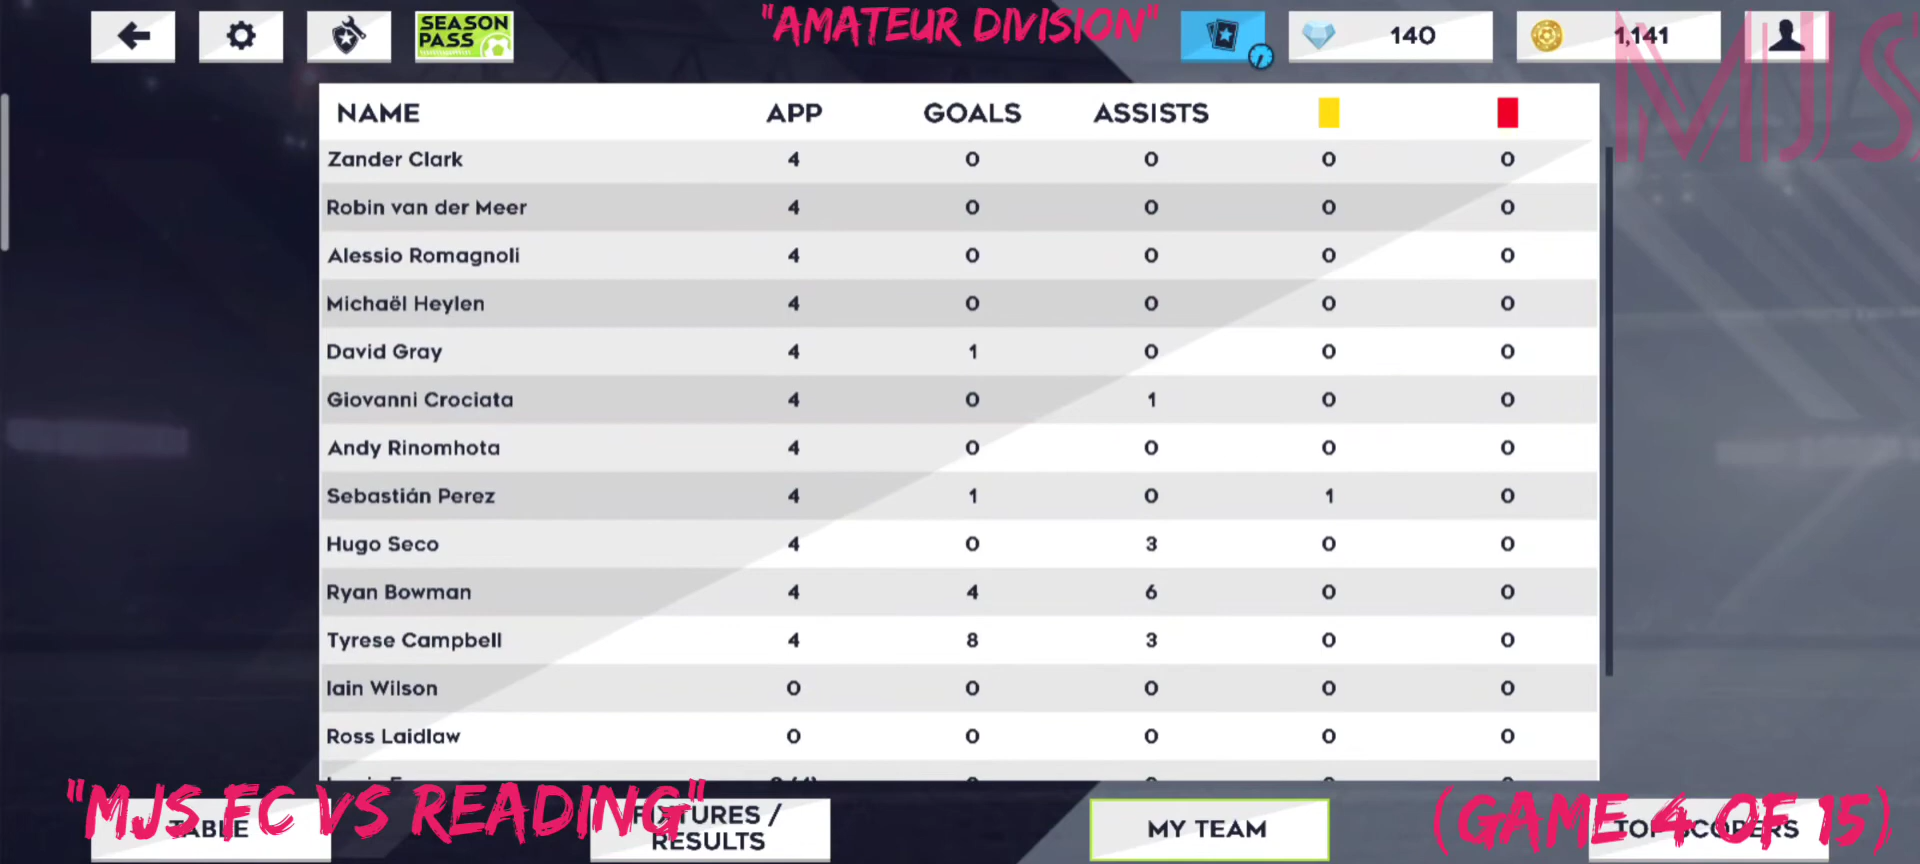 SEASON
PASS
"AMATEUR DIVISION"
140
1,141
MJS
NAME APP GOALS ASSISTS
Zander Clark 4 0 0 0 0
Robin van der Meer 4 0 0 0 0
Alessio Romagnoli 4 0 0 0 0
Michaël Heylen 4 0 0 0 0
David Gray 4 1 0 0 0
Giovanni Crociata 4 0 1 0 0
Andy Rinomhota 4 0 0 0 0
Sebastián Perez 4 1 0 1 0
Hugo Seco 4 0 3 0 0
Ryan Bowman 4 4 6 0 0
Tyrese Campbell 4 8 3 0 0
Iain Wilson 0 0 0 0 0
Ross Laidlaw 0 0 0 0 0
"MJS FC VS READING"
(GAME 4 OF 15)
TABLE
FIXTURES /
RESULTS
MY TEAM
TOP SCORERS